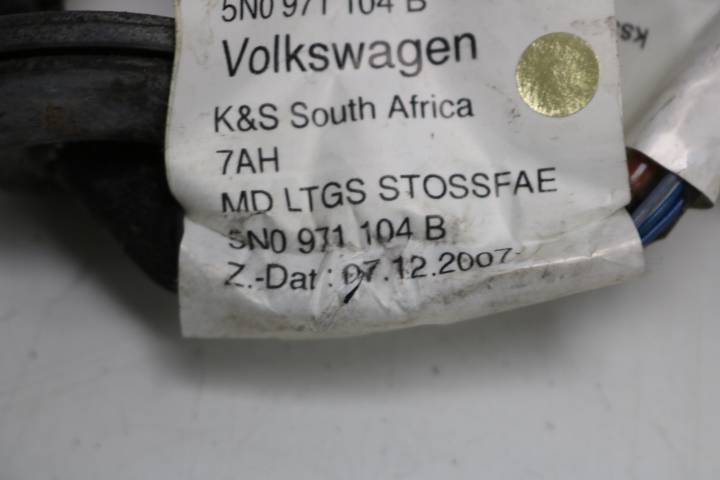 5N0 971 104 B
Volkswagen
K&S South Africa
7AH
MD LTGS STOSSFAE
5N0 971 104 B
Z.-Dat : 07.12.2007
K&S